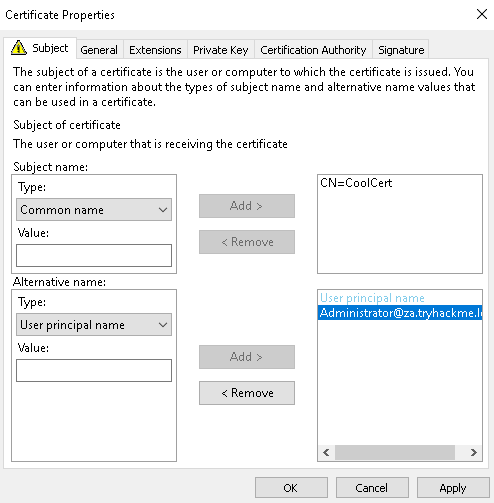 Certificate Properties
Subject General Extensions Private Key Certification Authority Signature
The subject of a certificate is the user or computer to which the certificate is issued. You
can enter information about the types of subject name and alternative name values that
can be used in a certificate.
Subject of certificate
The user or computer that is receiving the certificate
Subject name:
Type:
Common name
Value:
Add >
< Remove
CN=CoolCert
Alternative name:
Type:
User principal name
Value:
Add >
< Remove
User principal name
Administrator@za.tryhackme.l
OK Cancel Apply